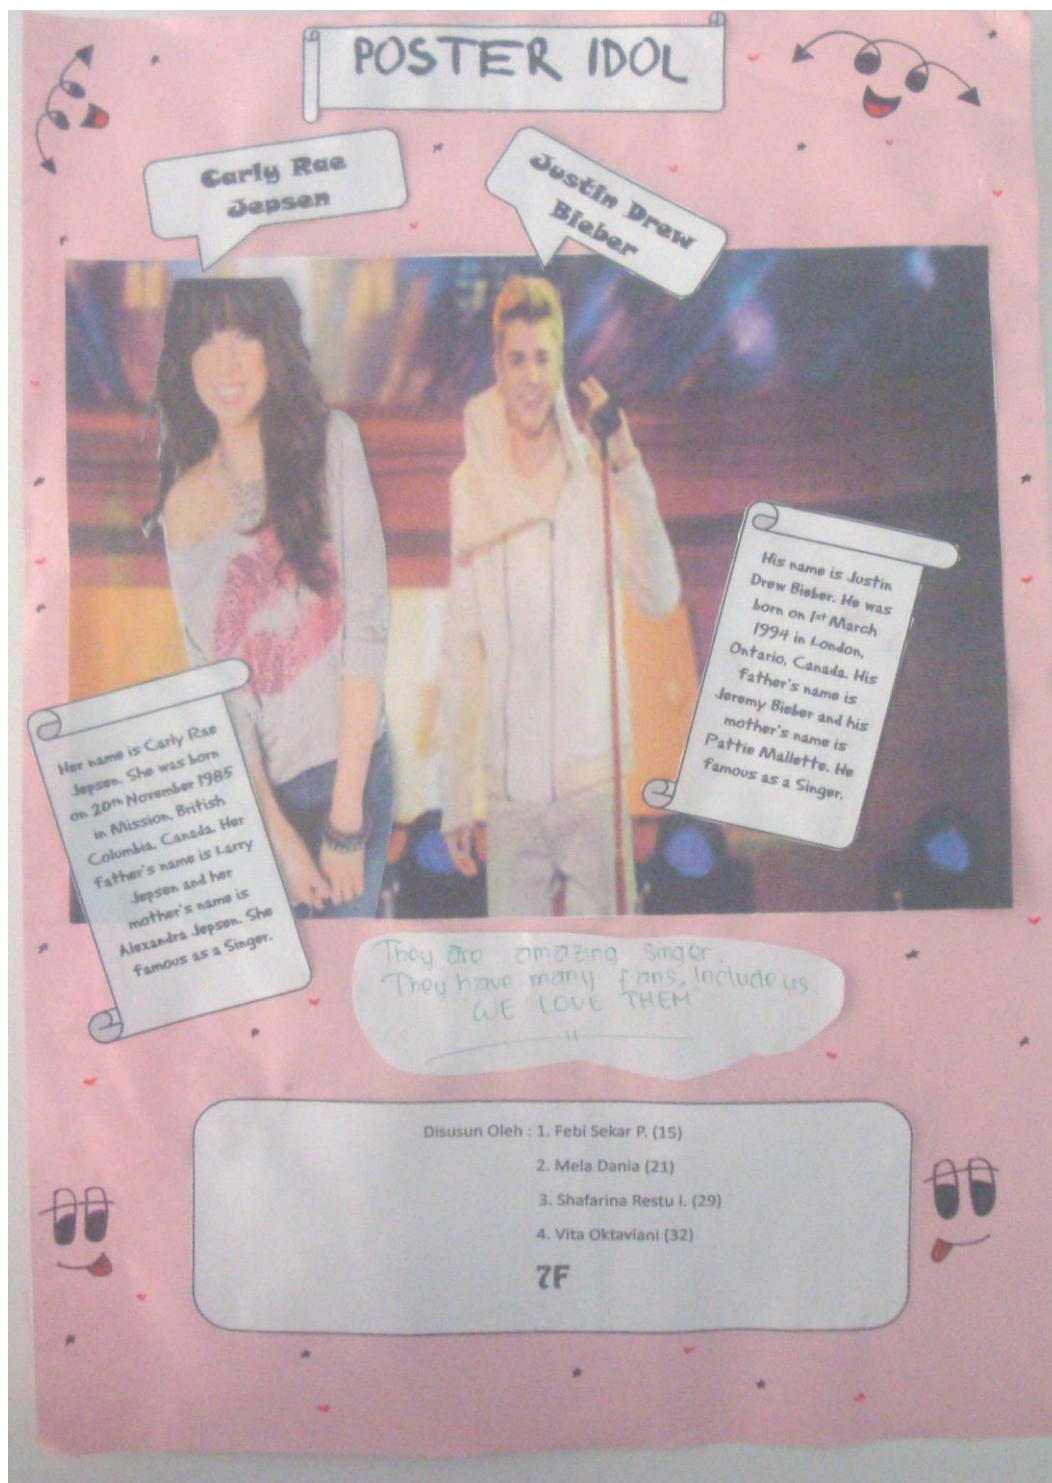 POSTER IDOL
Carly Rae
Jepsen
Justin Drew
Bieber
His name is Justin
Drew Bieber. He was
born on 1st March
1994 in London,
Ontario, Canada. His
father's name is
Jeremy Bieber and his
mother's name is
Pattie Mallette. He
famous as a Singer.
Her name is Carly Rae
Jepsen. She was born
on 20th November 1985
in Mission, British
Columbia, Canada. Her
father's name is Larry
Jepsen and her
mother's name is
Alexandra Jepsen. She
famous as a Singer.
They are amazing singer.
They have many fans, Include us.
"WE LOVE THEM"
Disusun Oleh : 1. Febi Sekar P. (15)
2. Mela Dania (21)
3. Shafarina Restu I. (29)
4. Vita Oktaviani (32)
7F